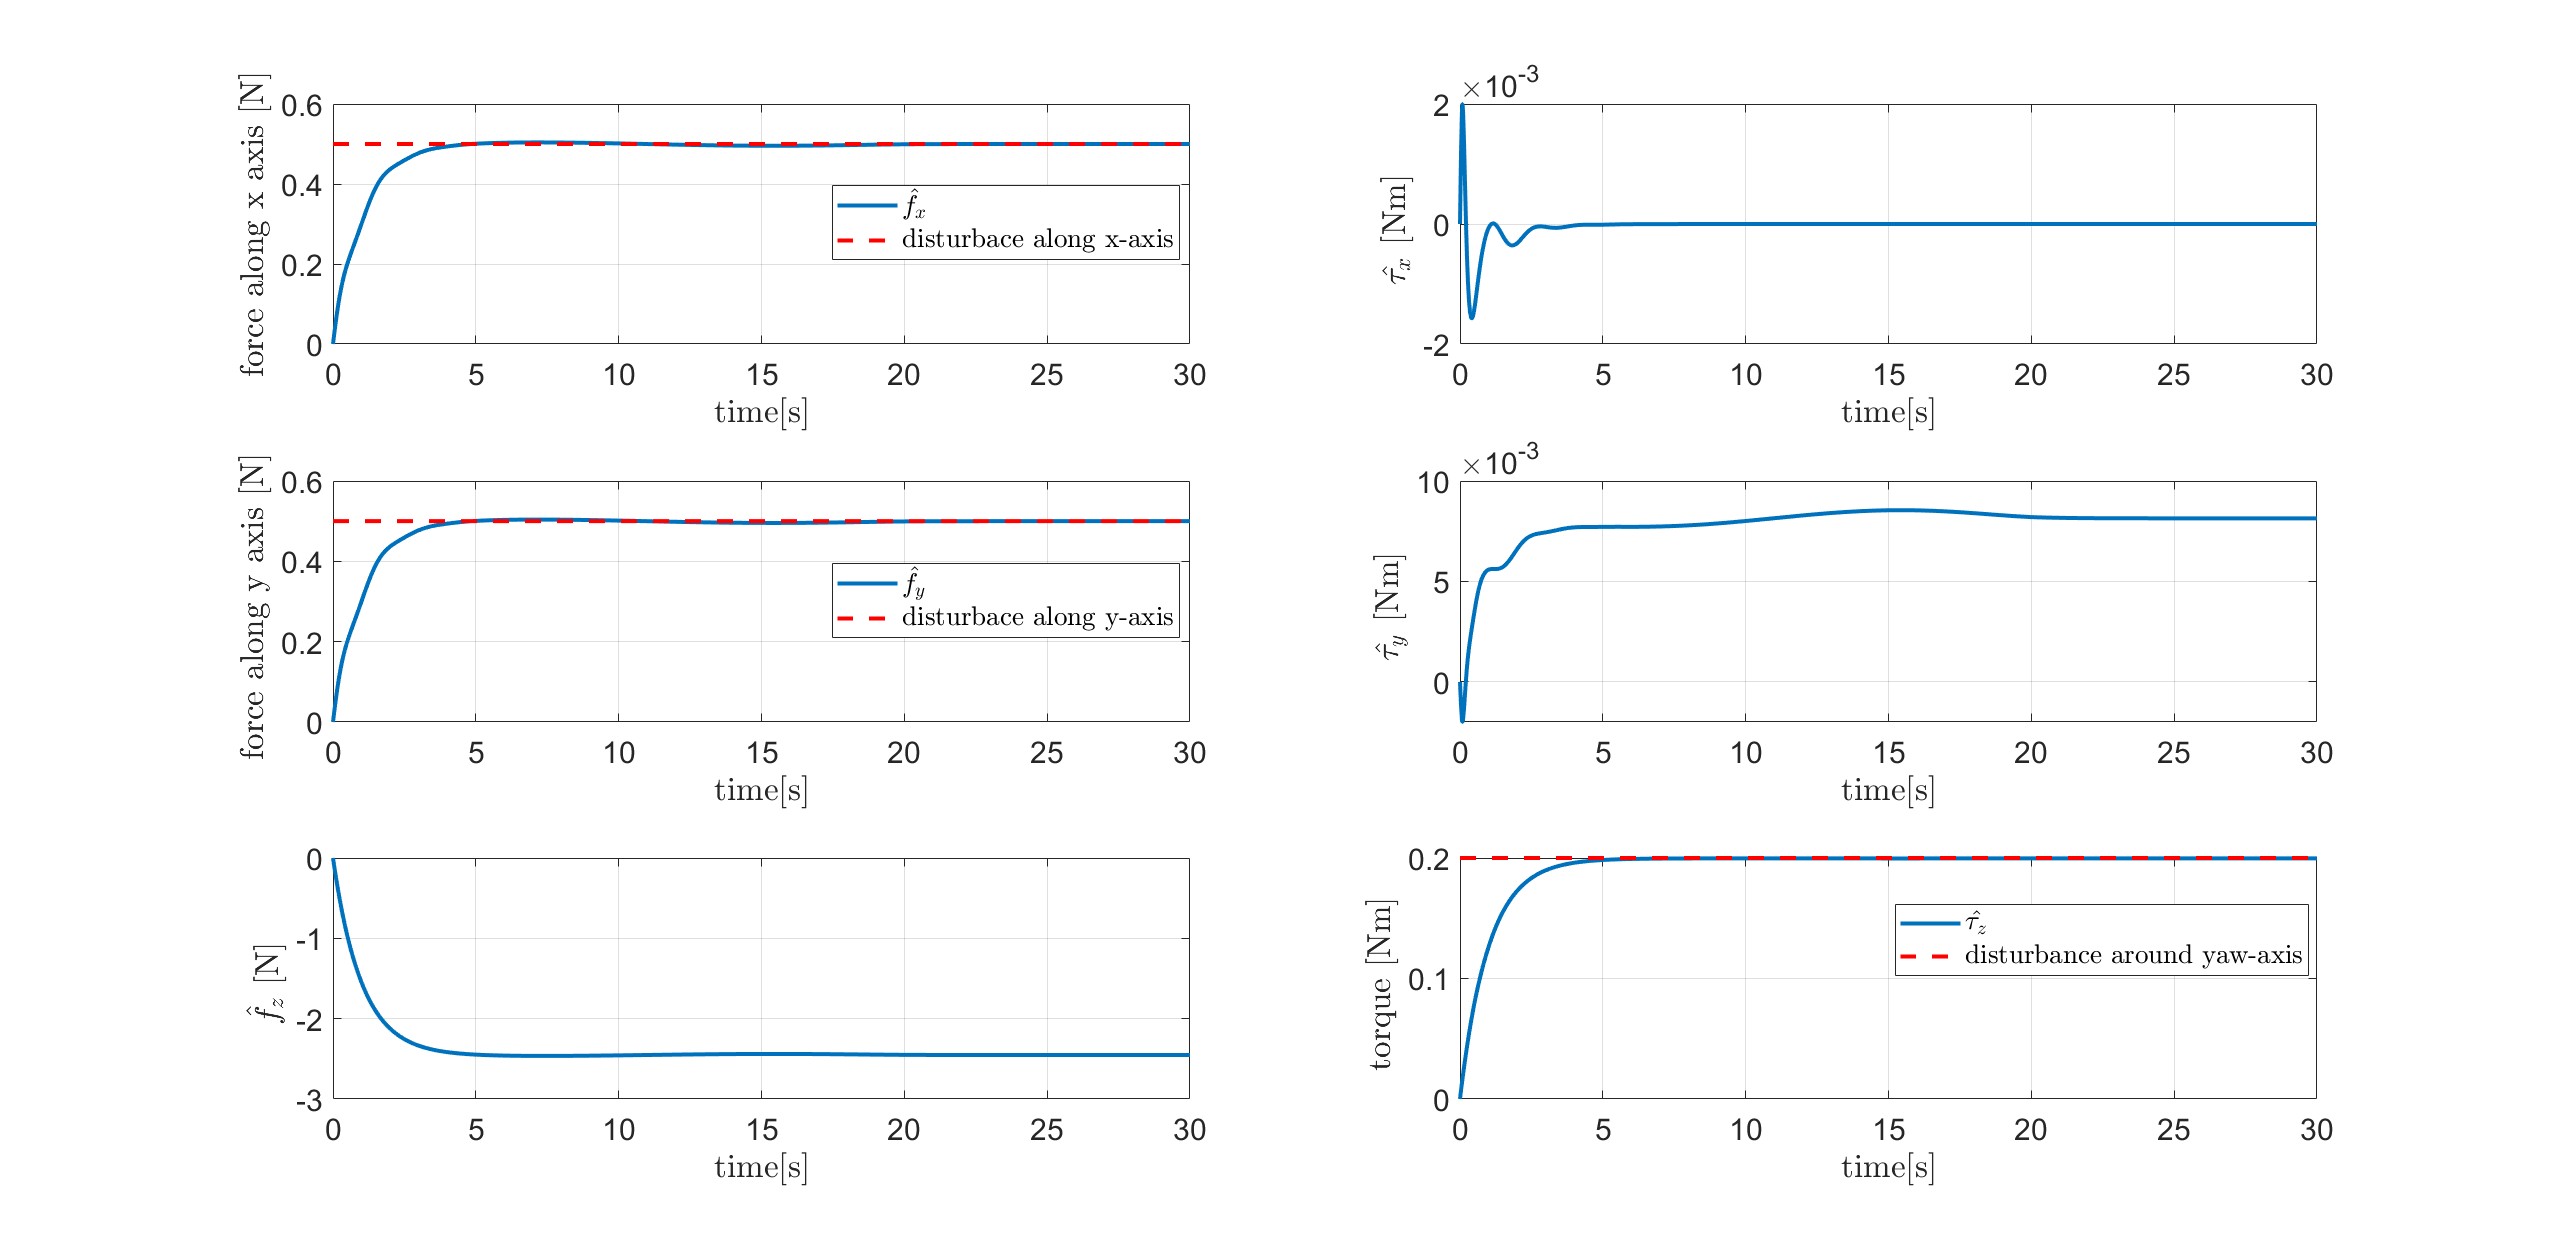 force along x axis [N]
0.6
0.4
0.2
0
0 5 10 15 20 25 30
time[s]
f̂x
disturbace along x-axis
×10-3
τ̂x [Nm]
2
0
-2
0 5 10 15 20 25 30
time[s]
force along y axis [N]
0.6
0.4
0.2
0
0 5 10 15 20 25 30
time[s]
f̂y
disturbace along y-axis
×10-3
τ̂y [Nm]
10
5
0
0 5 10 15 20 25 30
time[s]
f̂z [N]
0
-1
-2
-3
0 5 10 15 20 25 30
time[s]
torque [Nm]
0.2
0.1
0
0 5 10 15 20 25 30
time[s]
τ̂z
disturbance around yaw-axis